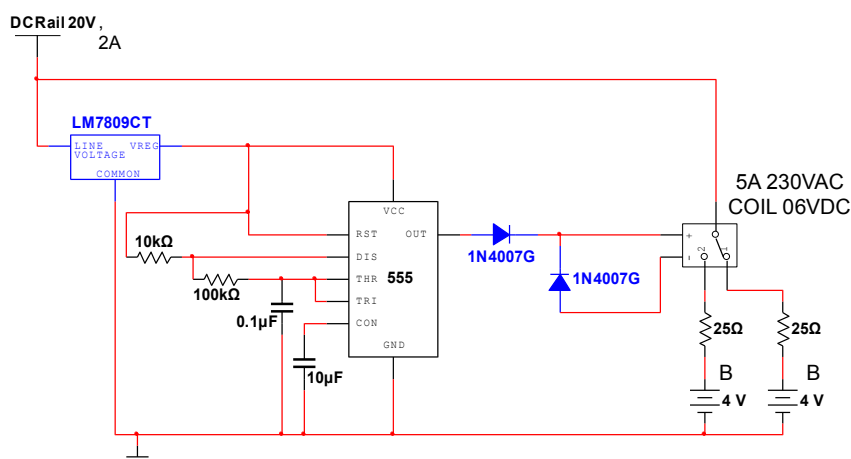 DCRail 20V ,
2A
LM7809CT
LINE VREG
VOLTAGE
COMMON
5A 230VAC
COIL 06VDC
VCC
RST OUT
10kΩ
DIS
1N4007G
+
-
2
1
100kΩ
THR
555
1N4007G
TRI
0.1µF
CON
25Ω
25Ω
GND
10µF
B
B
4 V
4 V